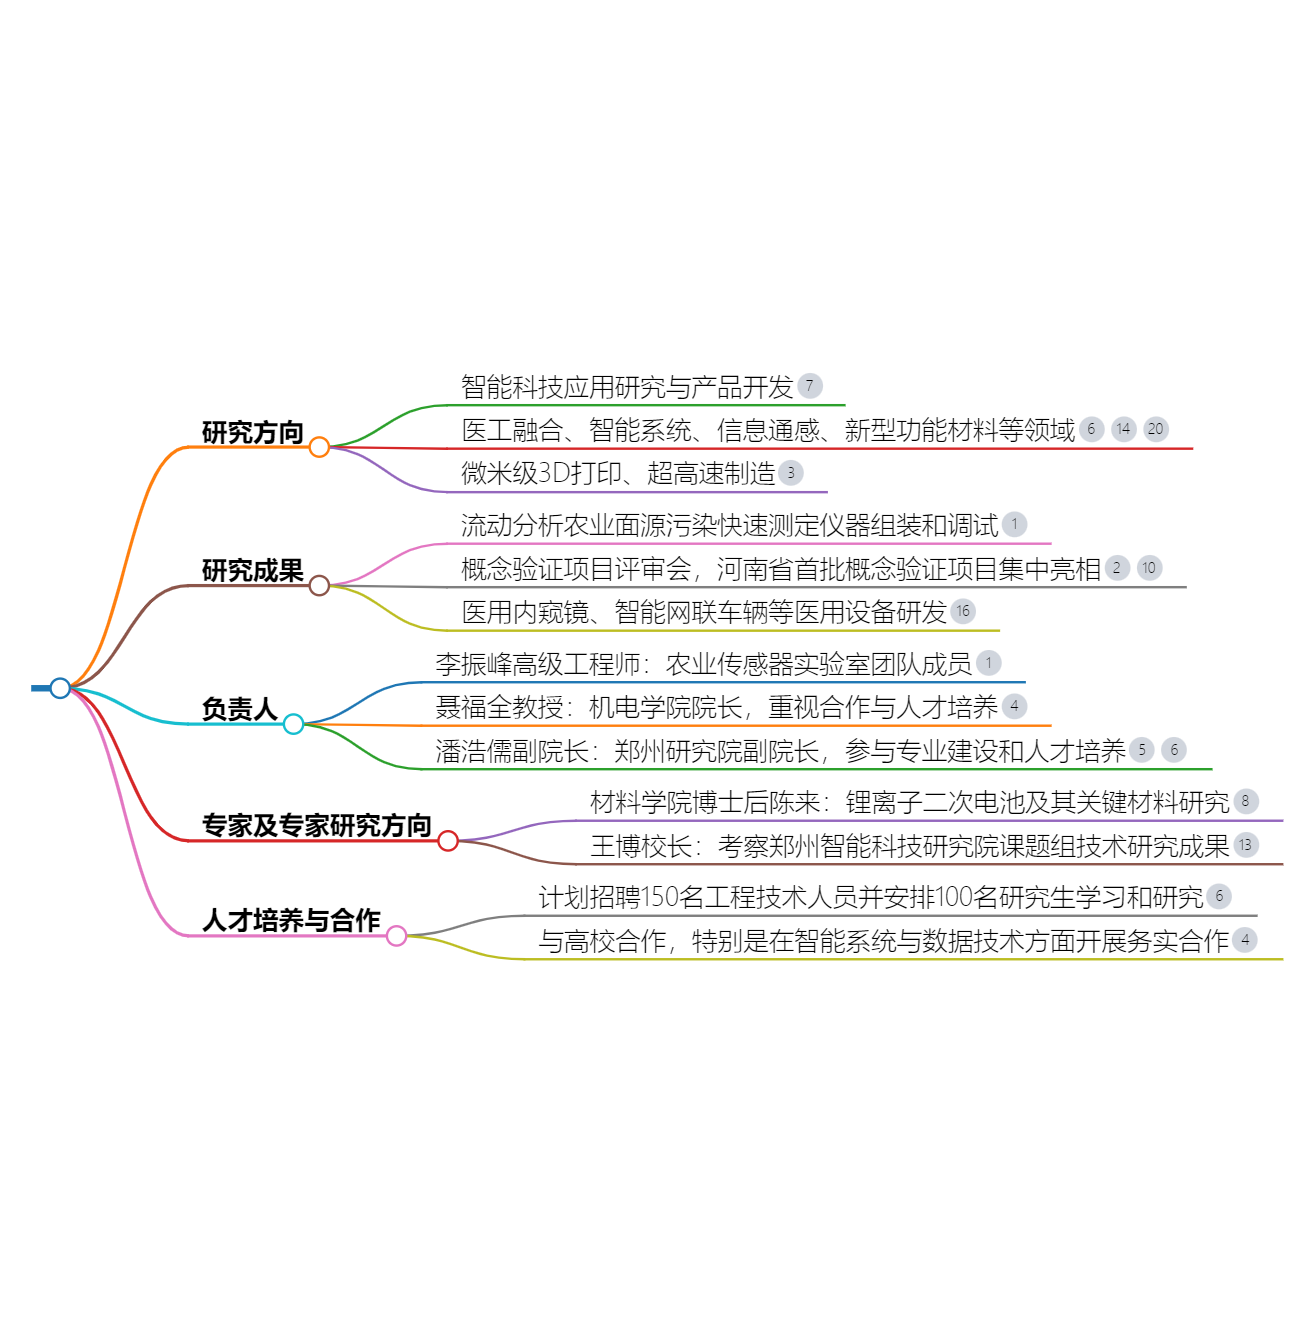 研究方向
智能科技应用研究与产品开发 7
医工融合、智能系统、信息通感、新型功能材料等领域 6 14 20
微米级3D打印、超高速制造 3
研究成果
流动分析农业面源污染快速测定仪器组装和调试 1
概念验证项目评审会，河南省首批概念验证项目集中亮相 2 10
医用内窥镜、智能网联车辆等医用设备研发 16
负责人
李振峰高级工程师：农业传感器实验室团队成员 1
聂福全教授：机电学院院长，重视合作与人才培养 4
潘浩儒副院长：郑州研究院副院长，参与专业建设和人才培养 5 6
专家及专家研究方向
材料学院博士后陈来：锂离子二次电池及其关键材料研究 8
王博校长：考察郑州智能科技研究院课题组技术研究成果 13
人才培养与合作
计划招聘150名工程技术人员并安排100名研究生学习和研究 6
与高校合作，特别是在智能系统与数据技术方面开展务实合作 4